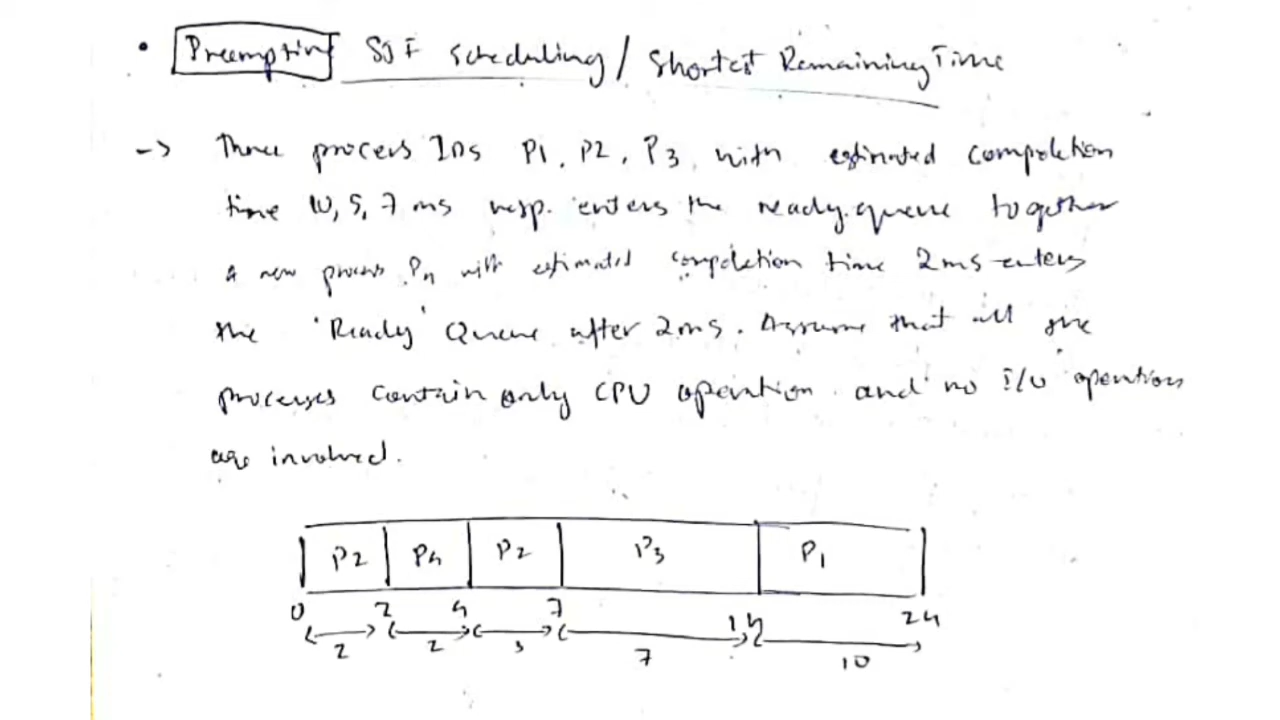 • Preemptive SJF Scheduling / Shortest Remaining Time
-> Three process IDs P1, P2, P3 with estimated completion
time 10, 5, 7 ms resp. enters the ready queue together
A new process P4 with estimated completion time 2ms enters
the 'Ready' Queue after 2ms. Assume that all the
processes contain only CPU operation and no I/O operations
are involved.
P2 P4 P2 P3 P1
0 2 4 7 14 24
2 2 3 7 10